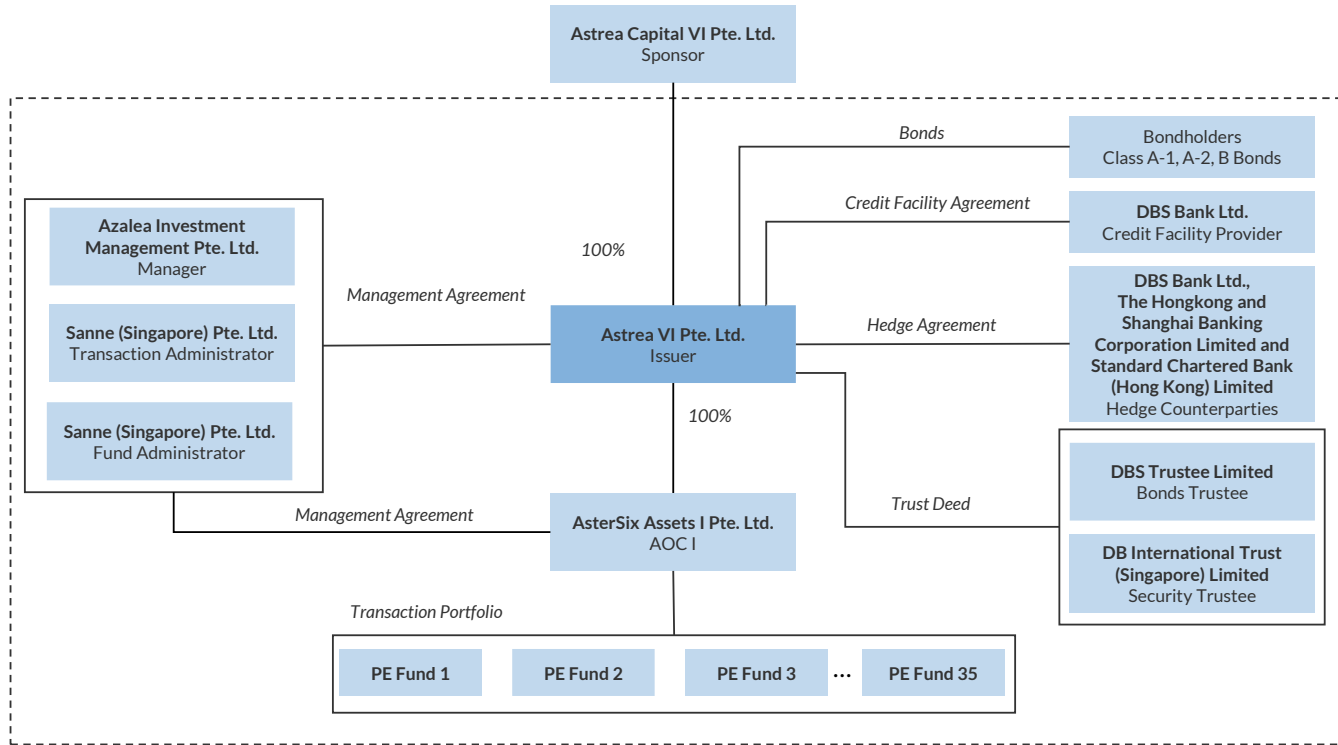 Astrea Capital VI Pte. Ltd.
Sponsor
Bonds
Bondholders
Class A-1, A-2, B Bonds
Credit Facility Agreement
DBS Bank Ltd.
Credit Facility Provider
Azalea Investment
Management Pte. Ltd.
Manager
100%
Management Agreement
Sanne (Singapore) Pte. Ltd.
Transaction Administrator
Astrea VI Pte. Ltd.
Issuer
Hedge Agreement
DBS Bank Ltd.,
The Hongkong and
Shanghai Banking
Corporation Limited and
Standard Chartered Bank
(Hong Kong) Limited
Hedge Counterparties
100%
Sanne (Singapore) Pte. Ltd.
Fund Administrator
Management Agreement
AsterSix Assets I Pte. Ltd.
AOC I
Trust Deed
DBS Trustee Limited
Bonds Trustee
DB International Trust
(Singapore) Limited
Security Trustee
Transaction Portfolio
PE Fund 1
PE Fund 2
PE Fund 3
...
PE Fund 35